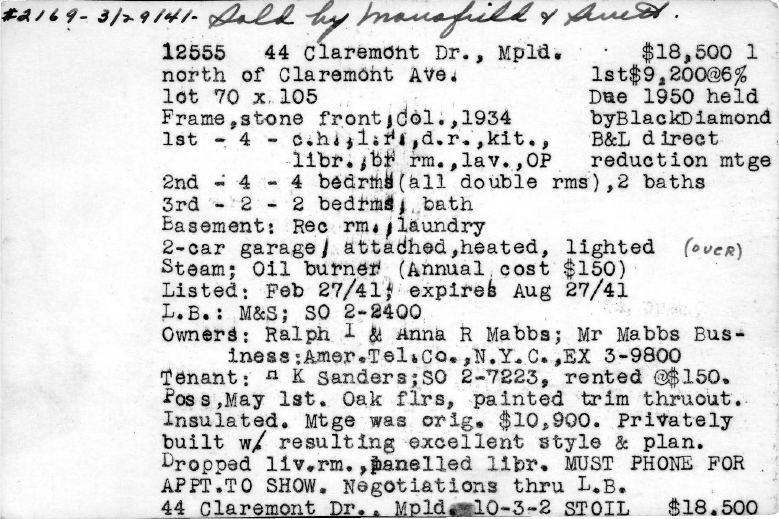 #2169-3/29/41- Sold by Mansfield & Swett.
12555 44 Claremont Dr., Mpld. $18,500 1
north of Claremont Ave. 1st$9,200@6%
lot 70 x 105 Due 1950 held
Frame,stone front,Col.,1934 byBlackDiamond
1st - 4 - c.h.,l.r.,d.r.,kit., B&L direct
libr.,br rm.,lav.,OP reduction mtge
2nd - 4 - 4 bedrms(all double rms),2 baths
3rd - 2 - 2 bedrms, bath
Basement: Rec rm.,laundry
2-car garage, attached,heated, lighted (OVER)
Steam; Oil burner (Annual cost $150)
Listed: Feb 27/41; expires Aug 27/41
L.B.: M&S; SO 2-2400
Owners: Ralph I & Anna R Mabbs; Mr Mabbs Bus-
iness:Amer.Tel.Co.,N.Y.C.,EX 3-9800
Tenant: K Sanders;SO 2-7223, rented @$150.
Poss,May 1st. Oak flrs, painted trim thruout.
Insulated. Mtge was orig. $10,900. Privately
built w/ resulting excellent style & plan.
Dropped liv.rm.,panelled libr. MUST PHONE FOR
APPT.TO SHOW. Negotiations thru L.B.
44 Claremont Dr., Mpld. 10-3-2 STOIL $18.500